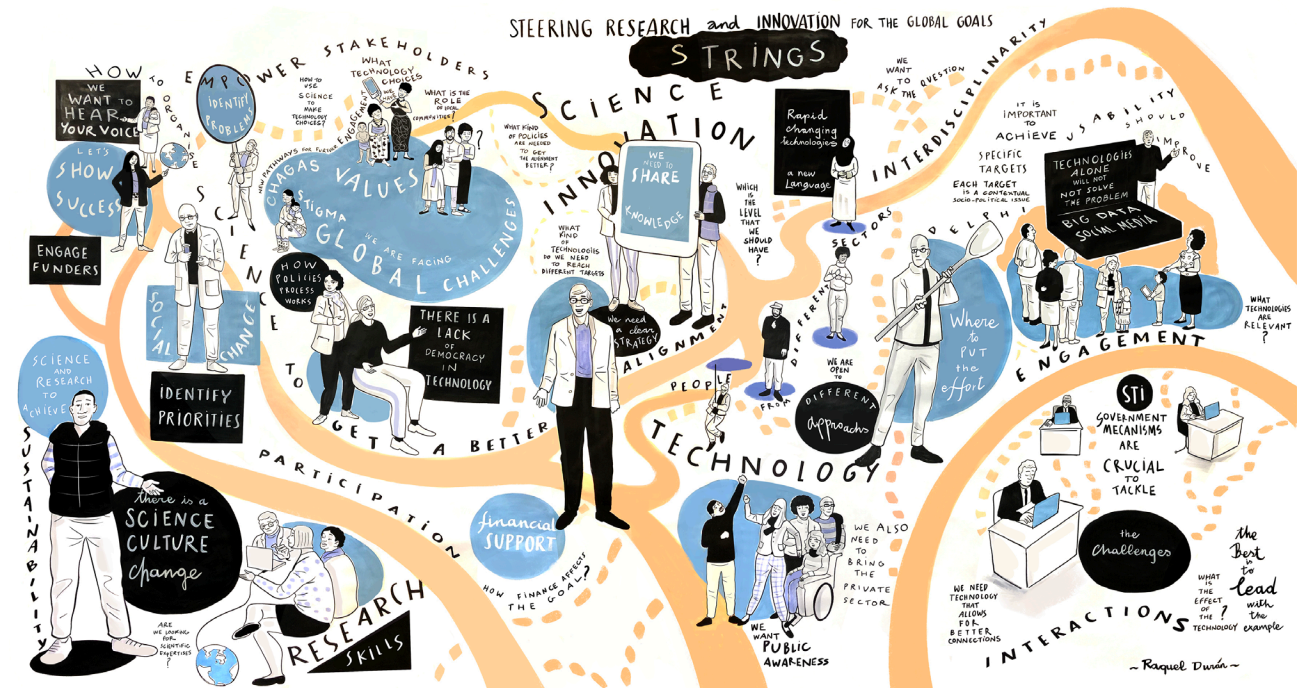 STEERING RESEARCH and INNOVATION FOR THE GLOBAL GOALS
STRINGS
HOW TO EMPOWER STAKEHOLDERS
WE
WANT TO
HEAR
YOUR VOICE
TO ORGANISE
IDENTIFY
PROBLEMS
LET'S
SHOW
SUCCESS
ENGAGE
FUNDERS
HOW TO
USE
SCIENCE
TO
MAKE
TECHNOLOGY
CHOICES?
WHAT
TECHNOLOGY
CHOICES
WE
ENGAGEMENT
WHAT IS THE
ROLE
OF LOCAL
COMMUNITIES?
?
NEW PATHWAYS FOR FURTHER
CHAGAS VALUES
STIGMA
WE ARE FACING
GLOBAL CHALLENGES
WHAT KIND
OF POLICIES
ARE NEEDED
TO GET
THE ALIGNMENT
BETTER?
SCIENCE
INNOVATION
WE
NEED TO
SHARE
KNOWLEDGE
WHAT
KIND
OF
TECHNOLOGIES
DO WE NEED
TO REACH
DIFFERENT TARGETS
WHICH
IS THE
LEVEL
THAT
WE
SHOULD
HAVE
?
Rapid
changing
technologies
a new
Language
WE
WANT
TO QUESTION
ASK THE
INTERDISCIPLINARITY
IT IS
IMPORTANT
TO
ACHIEVE
SPECIFIC
TARGETS
EACH TARGET
IS A CONTEXTUAL
SOCIO-POLITICAL ISSUE
USABILITY
SHOULD
IMPROVE
TECHNOLOGIES
ALONE
WILL NOT
NOT SOLVE
THE PROBLEM
BIG DATA
SOCIAL MEDIA
WHAT
TECHNOLOGIES
ARE
RELEVANT
?
ENGAGEMENT
DELPHI
Where
to
PUT
the
effort
SCIENCE TO GET A BETTER ALIGNMENT
SOCIAL CHANGE
IDENTIFY
PRIORITIES
HOW
POLICIES
PROCESS
WORKS
THERE IS A
LACK
OF
DEMOCRACY
IN
TECHNOLOGY
We need
a clear
STRATEGY
PEOPLE FROM DIFFERENT SECTORS
WE ARE
OPEN
TO
DIFFERENT
approachs
TECHNOLOGY
SCIENCE
AND
RESEARCH
TO
ACHIEVE
SUSTAINABILITY
there is a
SCIENCE
CULTURE
change
PARTICIPATION
ARE
WE LOOKING
FOR
SCIENTIFIC
EXPERTISES
?
RESEARCH
SKILLS
financial
SUPPORT
HOW FINANCE AFFECTS
THE GOAL?
WE
WANT
PUBLIC
AWARENESS
WE ALSO
NEED
TO
BRING
THE
PRIVATE
SECTOR
STI
GOVERNMENT
MECHANISMS
ARE
CRUCIAL
TO
TACKLE
the
challenges
WE NEED
TECHNOLOGY
THAT
ALLOWS
FOR
BETTER
CONNECTIONS
INTERACTIONS
WHAT
IS
THE
EFFECT
OF THE
TECHNOLOGY
?
the
Best
is
to
lead
with
the
example
~ Raquel Durán ~